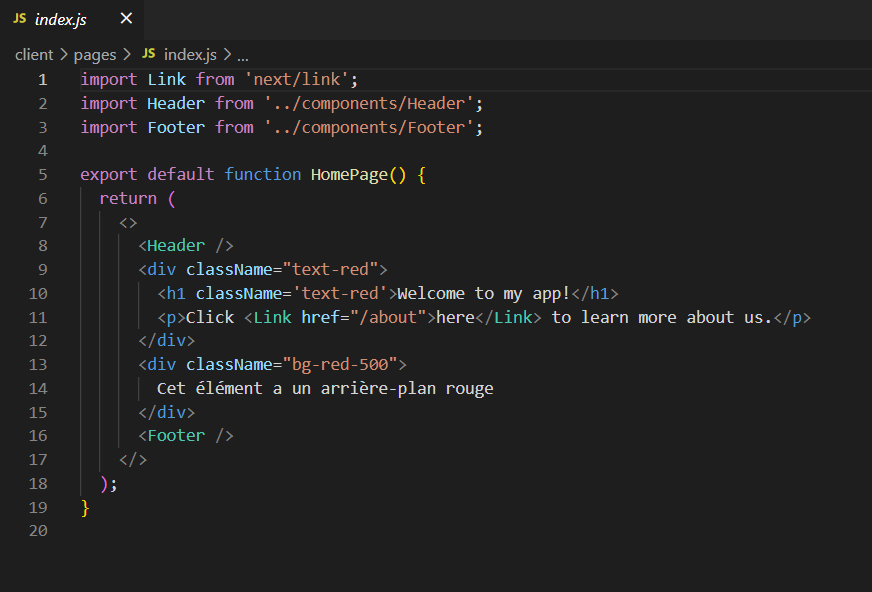 JS index.js ×
client > pages > JS index.js > ...
1 import Link from 'next/link';
2 import Header from '../components/Header';
3 import Footer from '../components/Footer';
4
5 export default function HomePage() {
6   return (
7     <>
8       <Header />
9       <div className="text-red">
10         <h1 className='text-red'>Welcome to my app!</h1>
11         <p>Click <Link href="/about">here</Link> to learn more about us.</p>
12       </div>
13       <div className="bg-red-500">
14         Cet élément a un arrière-plan rouge
15       </div>
16       <Footer />
17     </>
18   );
19 }
20